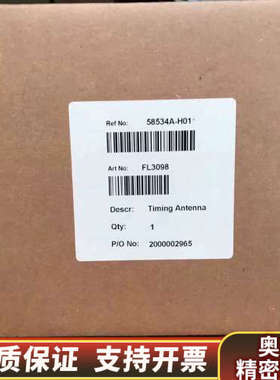 Ref No: 58534A-H01
Art No: FL3098
Descr: Timing Antenna
Qty: 1
P/O No: 2000002965
质保证 支持开票
奥
精密